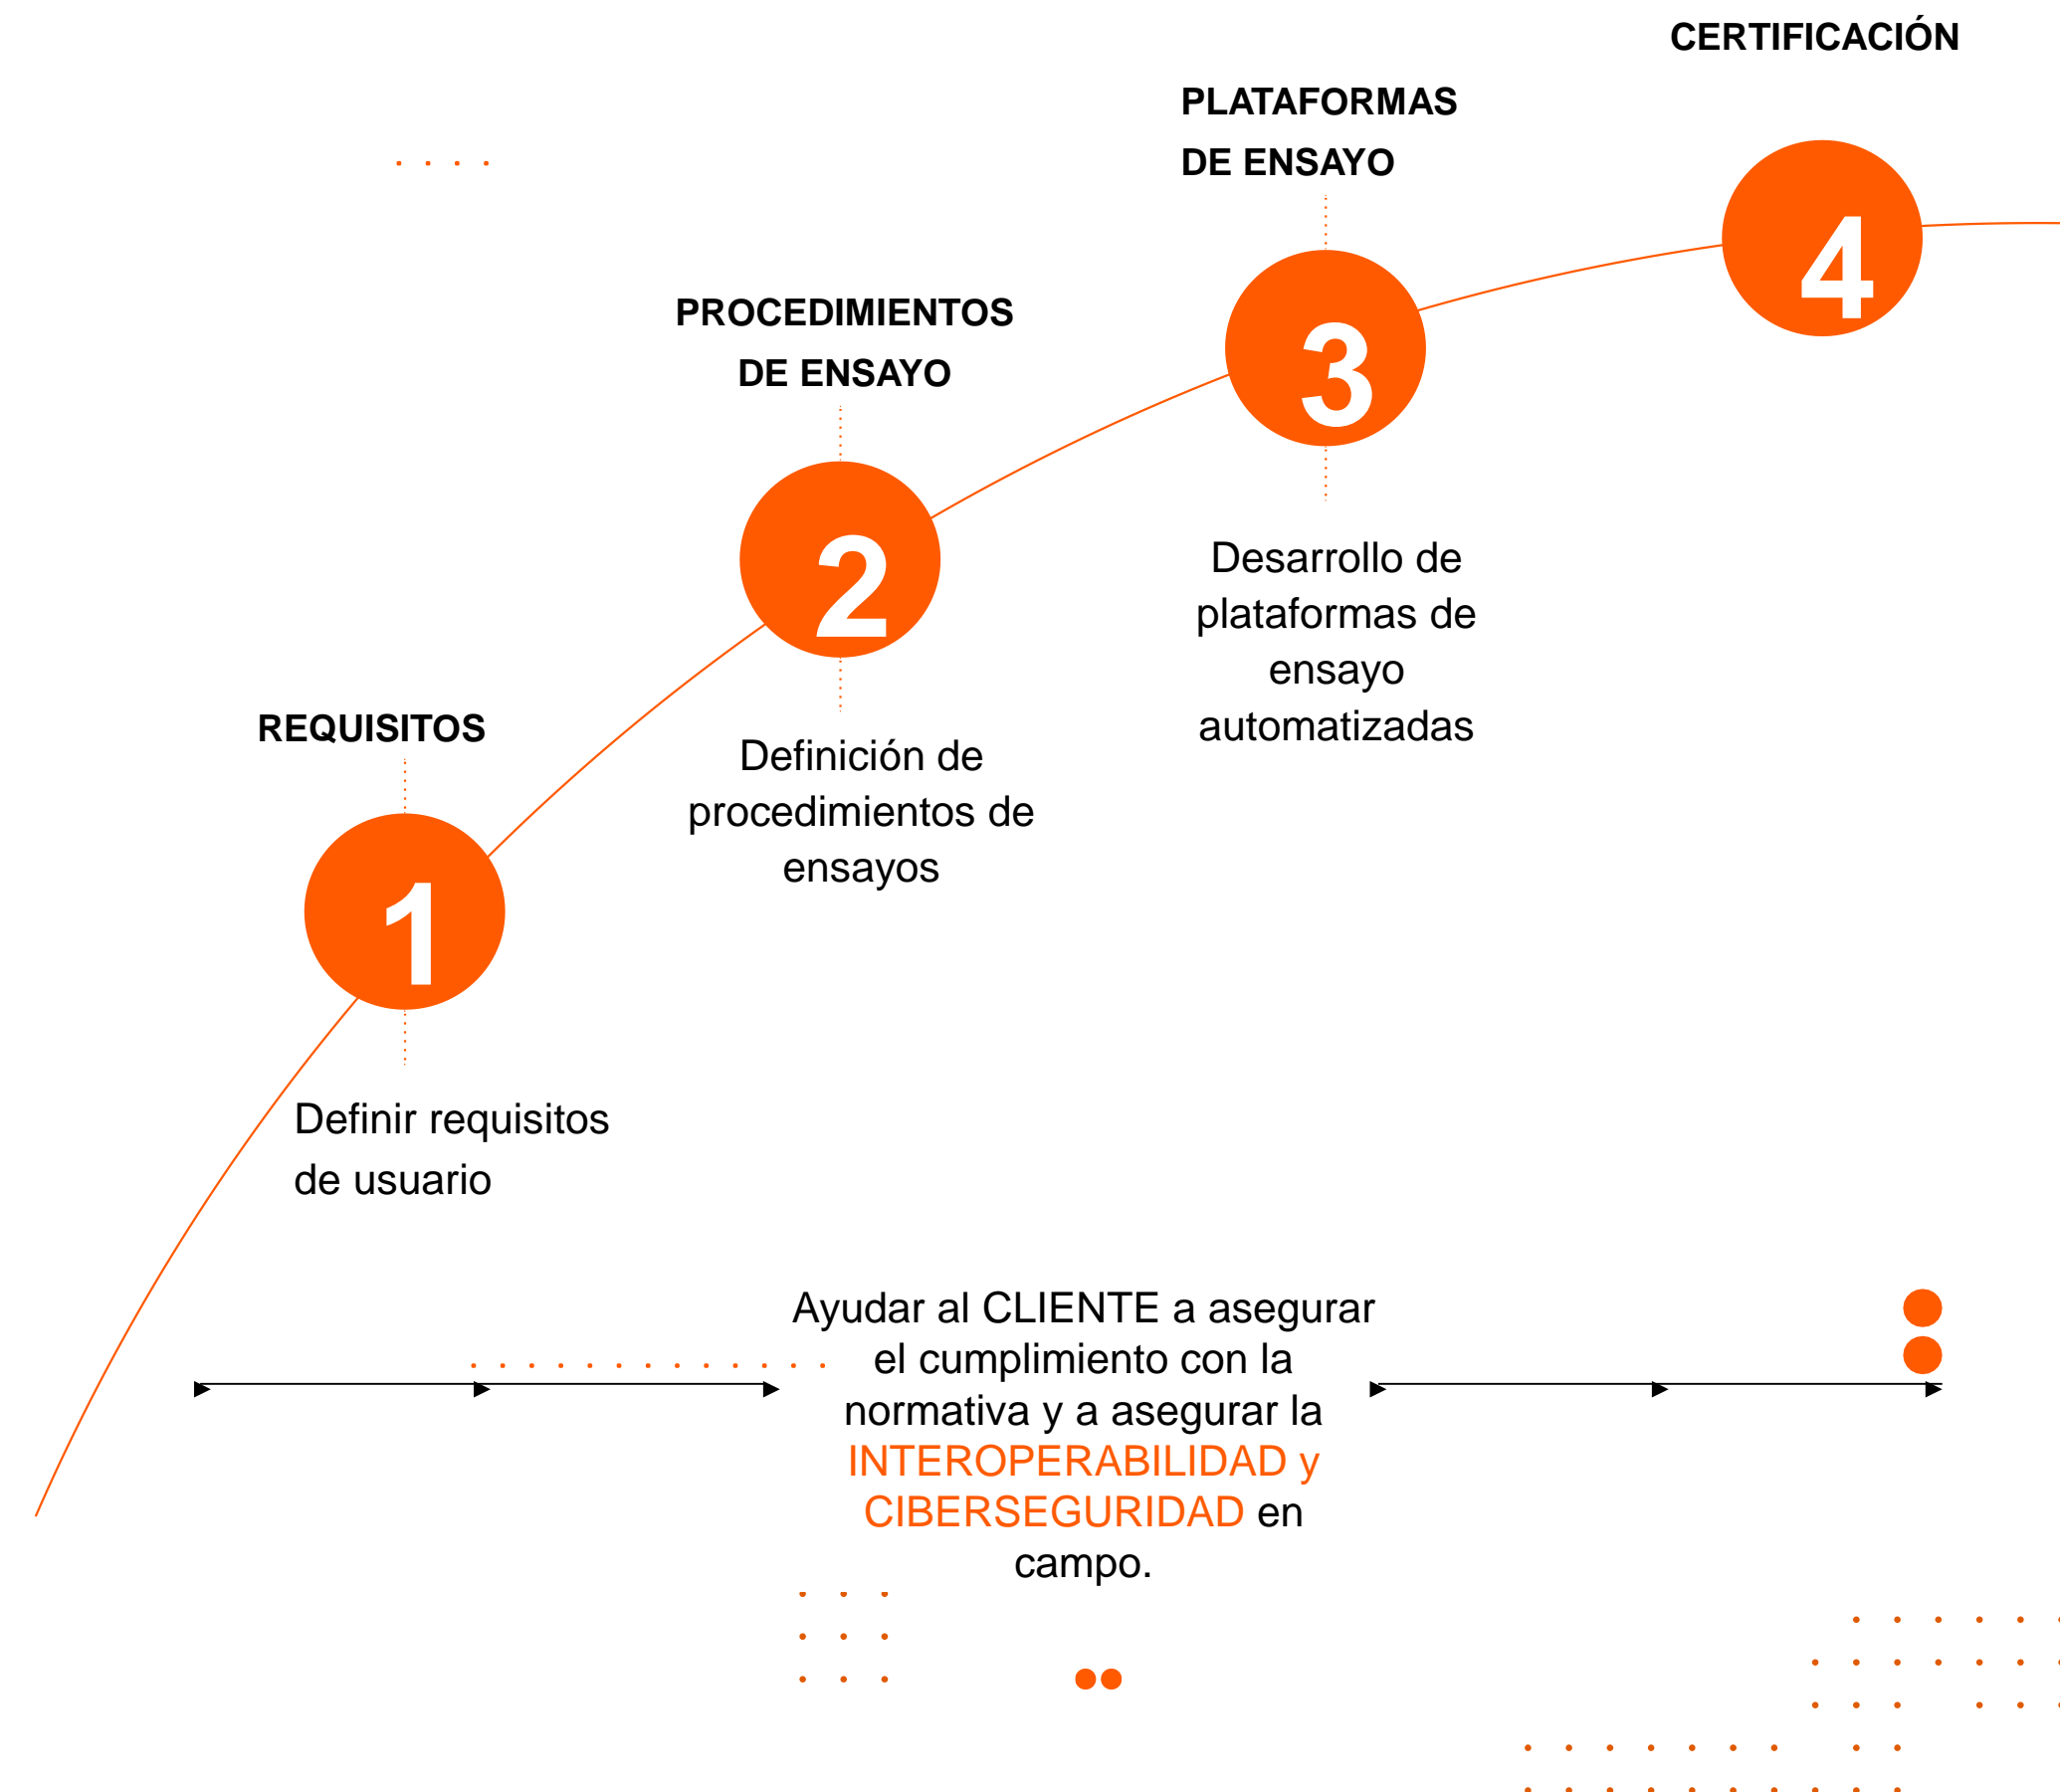 CERTIFICACIÓN
PLATAFORMAS
DE ENSAYO
4
3
PROCEDIMIENTOS
DE ENSAYO
2
Desarrollo de
plataformas de
ensayo
automatizadas
REQUISITOS
Definición de
procedimientos de
ensayos
1
Definir requisitos
de usuario
Ayudar al CLIENTE a asegurar
el cumplimiento con la
normativa y a asegurar la
INTEROPERABILIDAD y
CIBERSEGURIDAD en
campo.